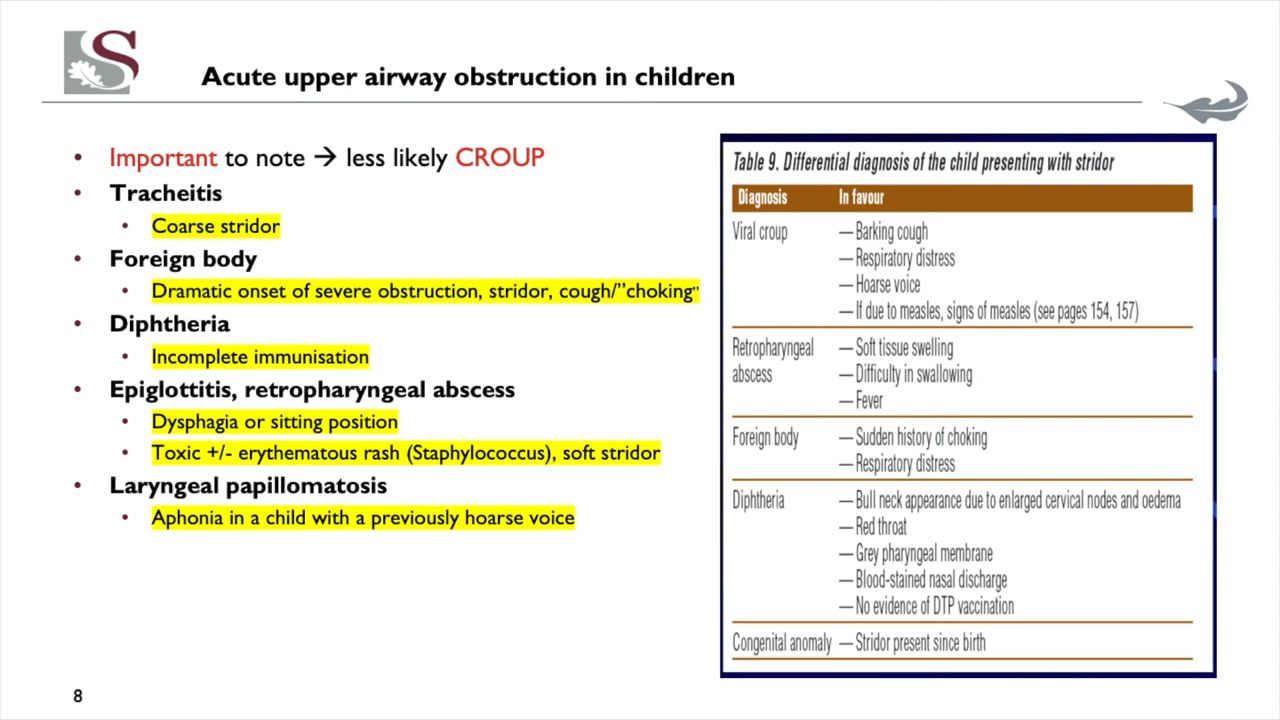 S
Acute upper airway obstruction in children
• Important to note → less likely CROUP
• Tracheitis
• Coarse stridor
• Foreign body
• Dramatic onset of severe obstruction, stridor, cough/”choking”
• Diphtheria
• Incomplete immunisation
• Epiglottitis, retropharyngeal abscess
• Dysphagia or sitting position
• Toxic +/- erythematous rash (Staphylococcus), soft stridor
• Laryngeal papillomatosis
• Aphonia in a child with a previously hoarse voice
Table 9. Differential diagnosis of the child presenting with stridor
Diagnosis In favour
Viral croup — Barking cough
— Respiratory distress
— Hoarse voice
— If due to measles, signs of measles (see pages 154, 157)
Retropharyngeal — Soft tissue swelling
abscess — Difficulty in swallowing
— Fever
Foreign body — Sudden history of choking
— Respiratory distress
Diphtheria — Bull neck appearance due to enlarged cervical nodes and oedema
— Red throat
— Grey pharyngeal membrane
— Blood-stained nasal discharge
— No evidence of DTP vaccination
Congenital anomaly — Stridor present since birth
8